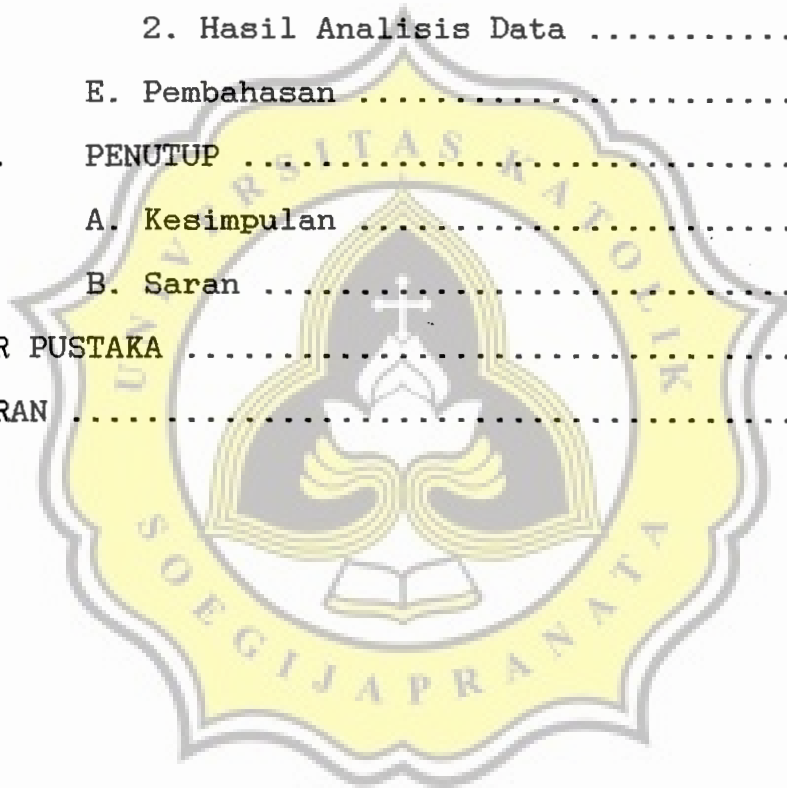 2. Hasil Analisis Data ............
E. Pembahasan ............................
. PENUTUP ...................................
A. Kesimpulan ............................
B. Saran ...................................
R PUSTAKA ......................................
RAN .............................................
UNIVERSITAS KATOLIK
SOEGIJAPRANATA